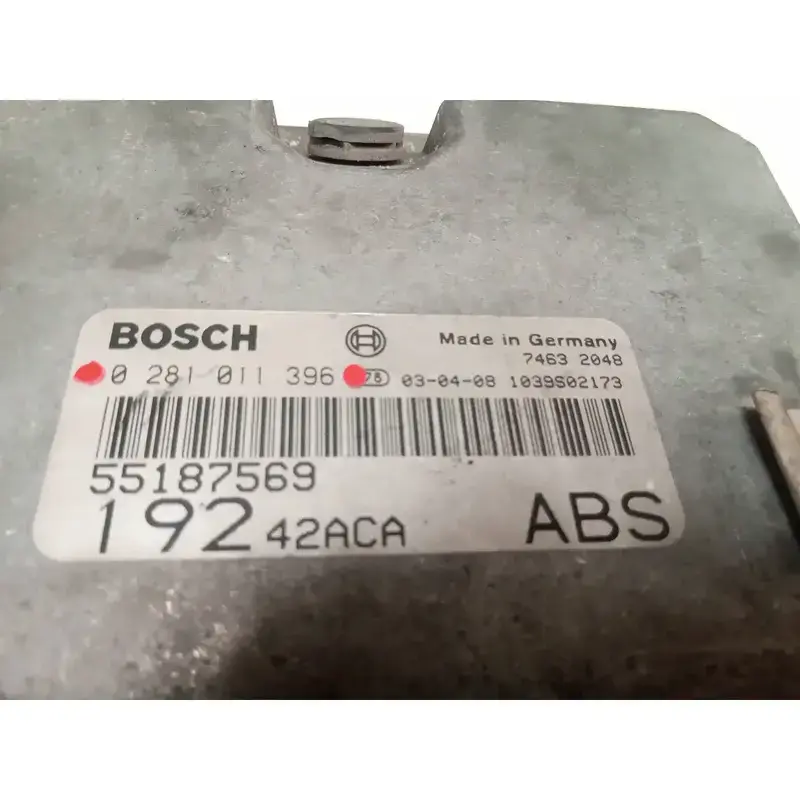 BOSCH
Made in Germany
7463 2048
0 281 011 396 03-04-08 1039S02173
55187569
192 42ACA ABS